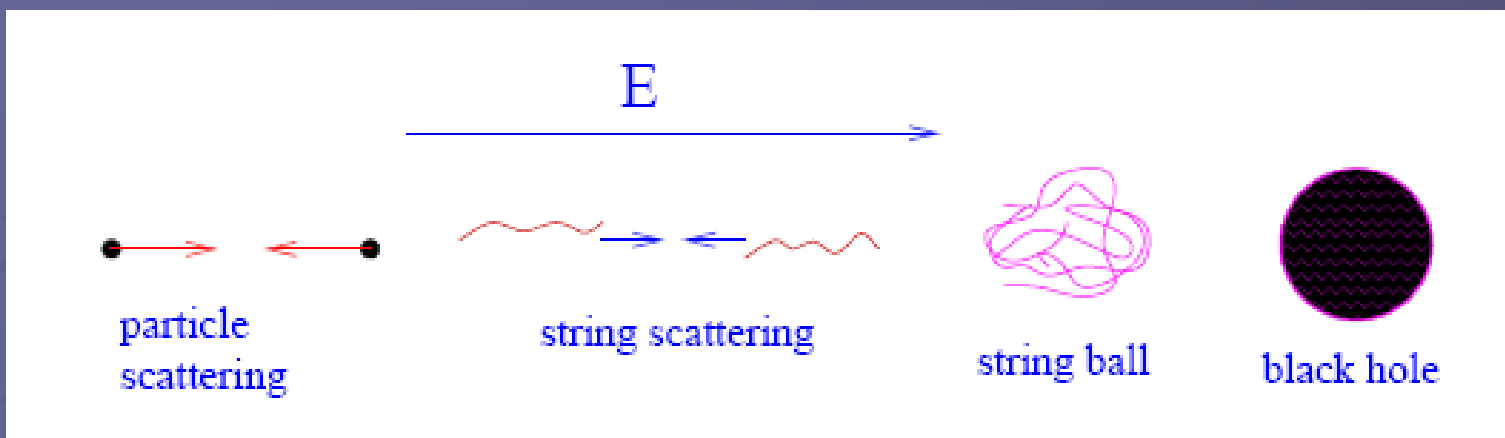 E
particle
scattering
string scattering
string ball
black hole